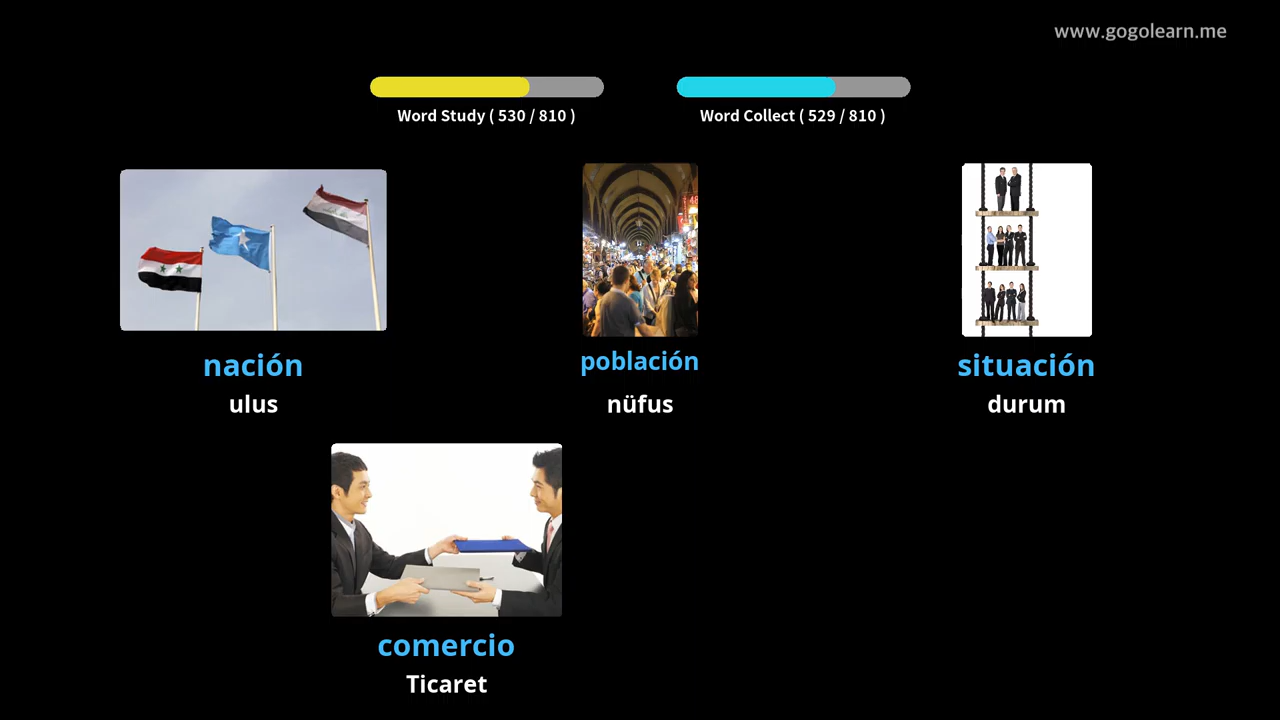 www.gogolearn.me
Word Study ( 530 / 810 )
Word Collect ( 529 / 810 )
nación
ulus
población
nüfus
situación
durum
comercio
Ticaret